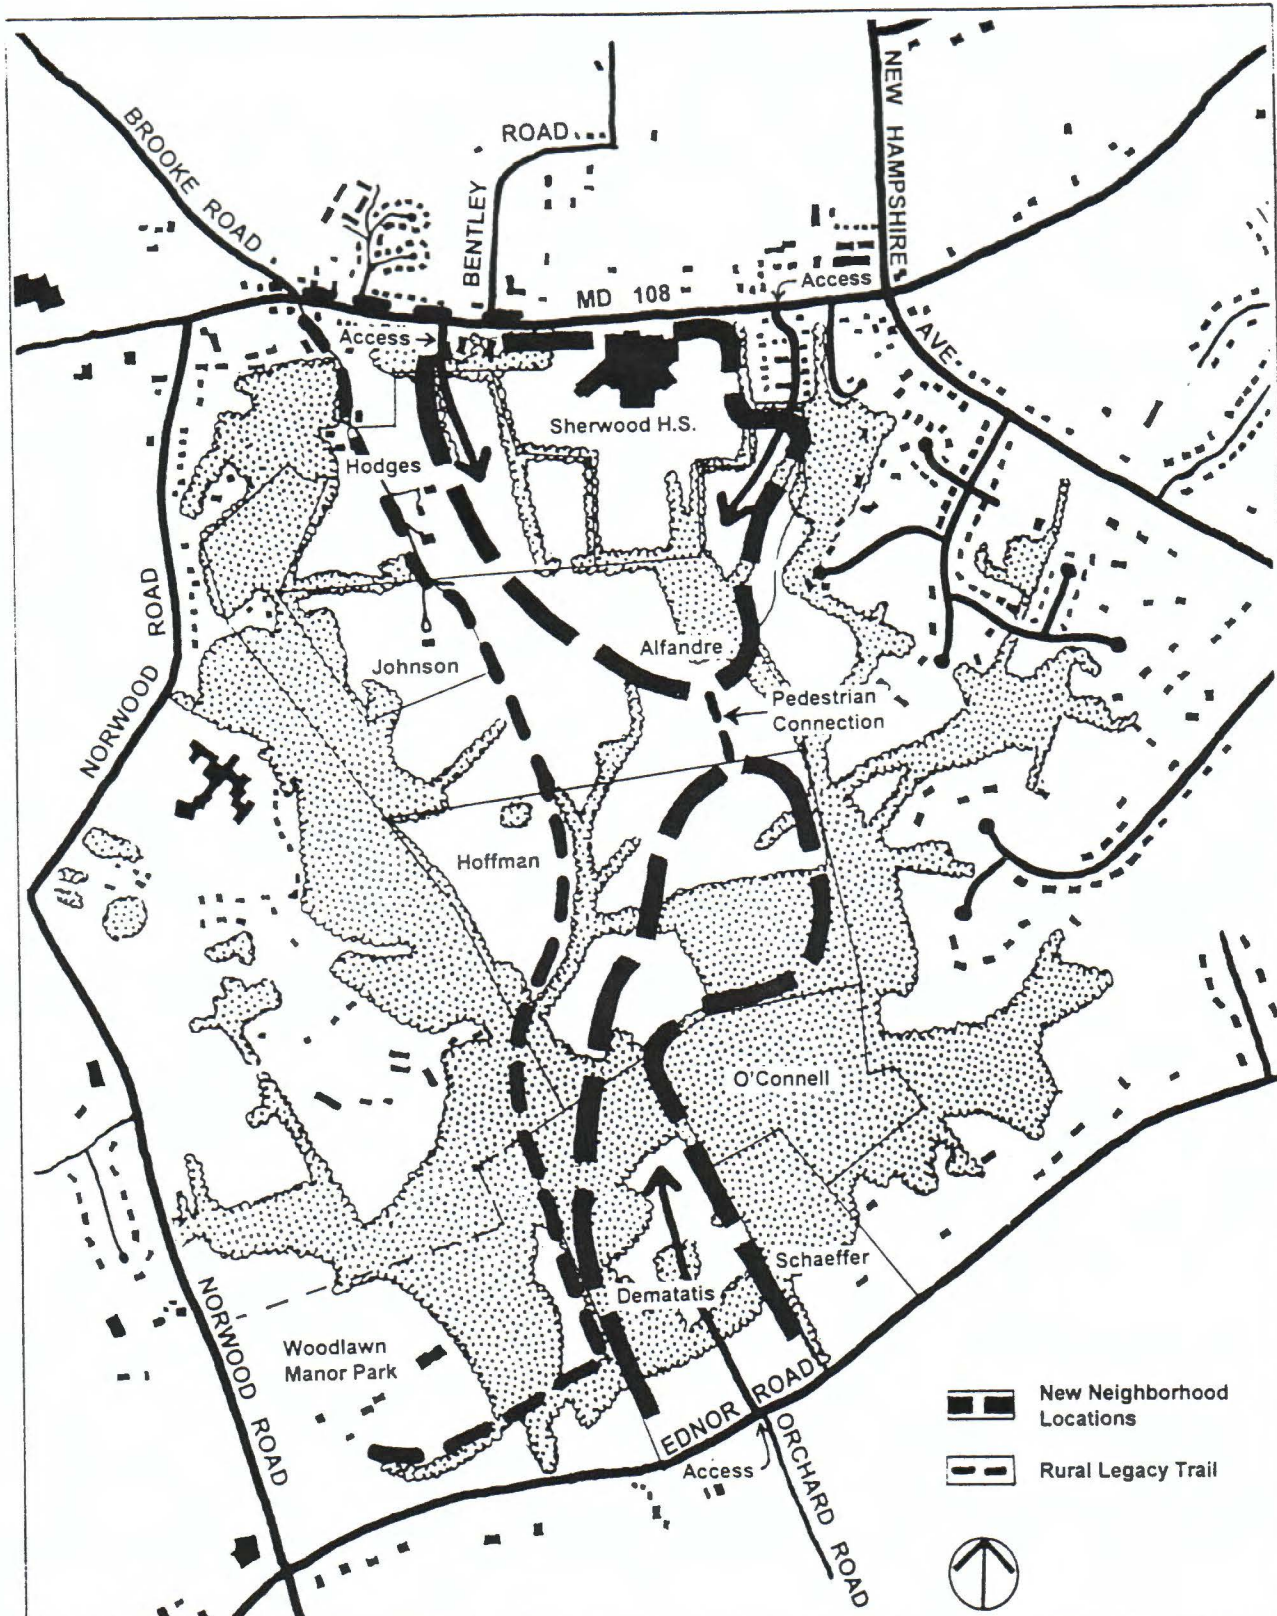 BROOKE ROAD
ROAD
BENTLEY
NEW HAMPSHIRE
AVE.
MD 108
Access
Access
Sherwood H.S.
Hodges
NORWOOD ROAD
Johnson
Alfandre
Pedestrian
Connection
Hoffman
O'Connell
Schaeffer
Dematatis
Woodlawn
Manor Park
NORWOOD ROAD
EDNOR ROAD
Access
ORCHARD ROAD
New Neighborhood
Locations
Rural Legacy Trail